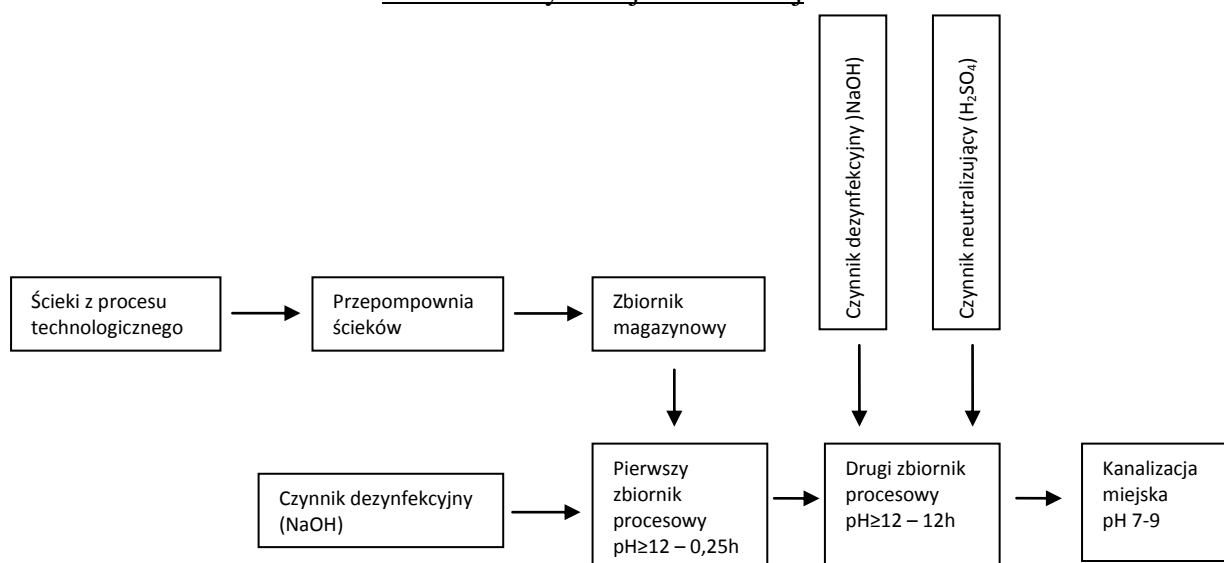 Czynnik dezynfekcyjny )NaOH)
Czynnik neutralizujący (H₂SO₄)
Ścieki z procesu
technologicznego
Przepompownia
ścieków
Zbiornik
magazynowy
Czynnik dezynfekcyjny
(NaOH)
Pierwszy
zbiornik
procesowy
pH≥12 – 0,25h
Drugi zbiornik
procesowy
pH≥12 – 12h
Kanalizacja
miejska
pH 7-9